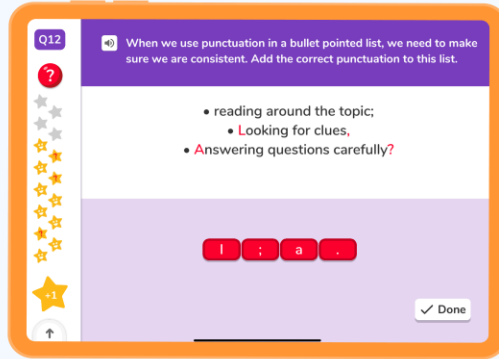 Q12
When we use punctuation in a bullet pointed list, we need to make
sure we are consistent. Add the correct punctuation to this list.
?
• reading around the topic;
• Looking for clues,
• Answering questions carefully?
l ; a .
+1
✓ Done